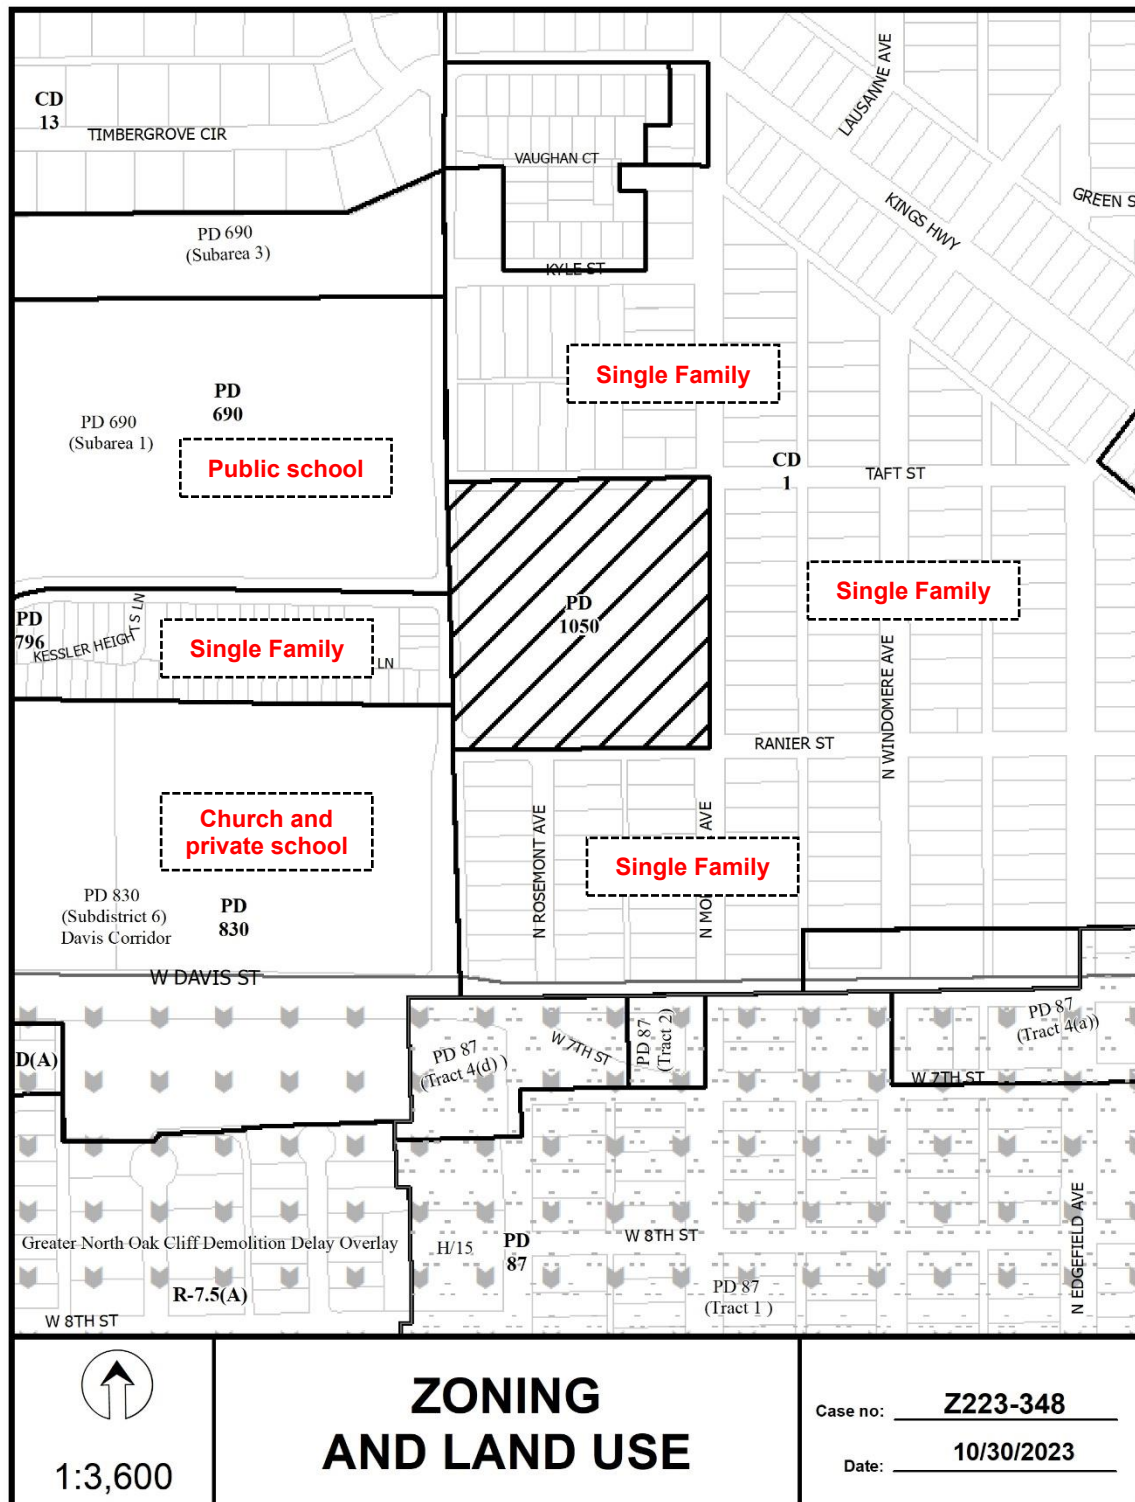 CD
13
TIMBERGROVE CIR
LAUSANNE AVE
VAUGHAN CT
GREEN S
KINGS HWY
PD 690
(Subarea 3)
KYLE ST
Single Family
PD
690
PD 690
(Subarea 1)
Public school
CD
1
TAFT ST
PD
1050
Single Family
PD
796
KESSLER HEIGHTS LN
Single Family
LN
N WINDOMERE AVE
RANIER ST
Church and
private school
N ROSEMONT AVE
N MO AVE
Single Family
PD 830
(Subdistrict 6)
Davis Corridor
PD
830
W DAVIS ST
PD 87
(Tract 4(d) )
W 7TH ST
PD 87
(Tract 2)
PD 87
(Tract 4(a))
D(A)
W 7TH ST
N EDGEFIELD AVE
Greater North Oak Cliff Demolition Delay Overlay
H/15
PD
87
W 8TH ST
R-7.5(A)
PD 87
(Tract 1 )
W 8TH ST
1:3,600
ZONING
AND LAND USE
Case no: Z223-348
Date: 10/30/2023